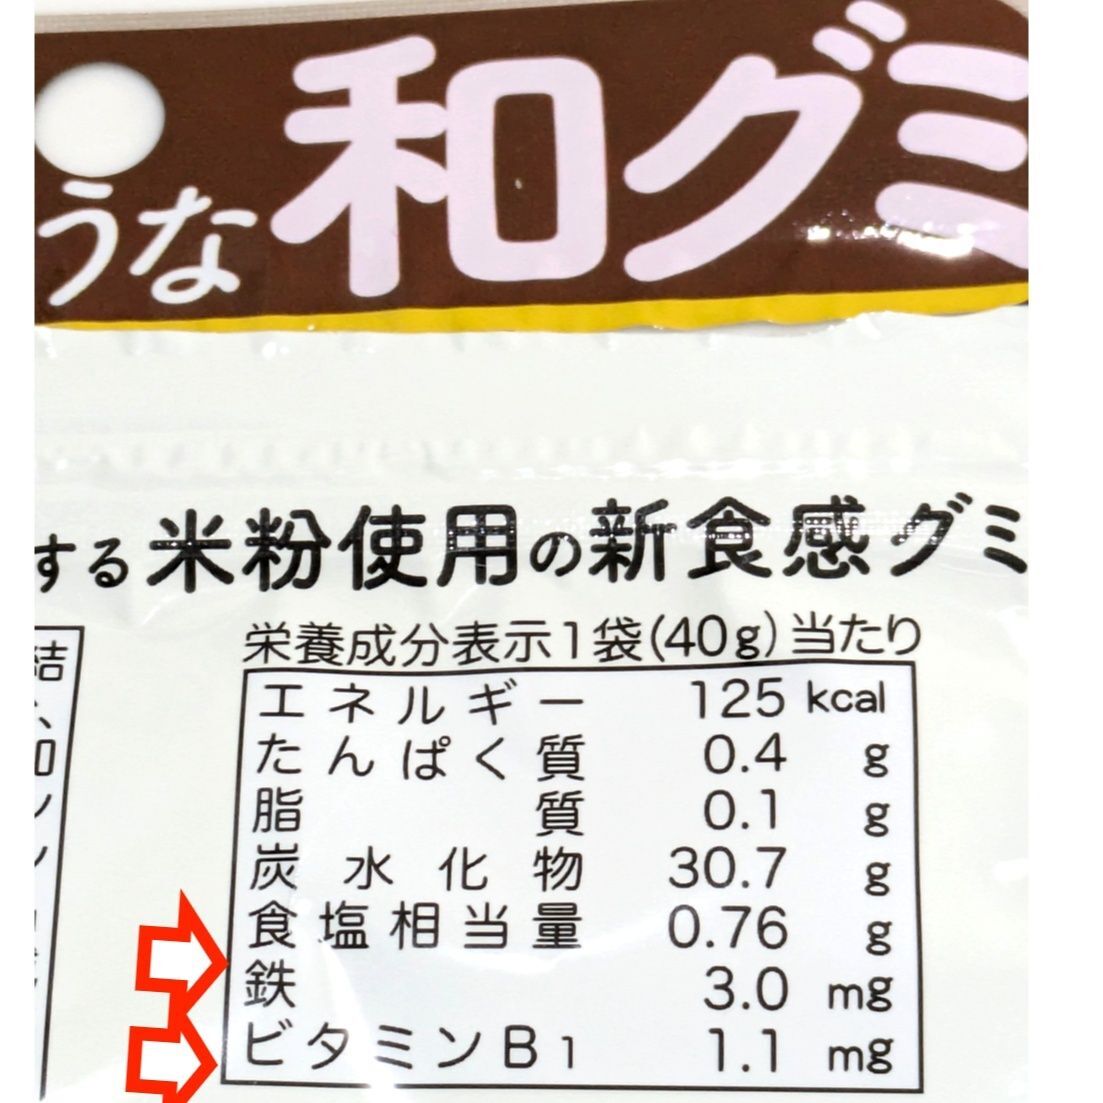 うな 和グミ
する米粉使用の新食感グミ
栄養成分表示1袋(40g)当たり
エネルギー 125 kcal
たんぱく質 0.4 g
脂質 0.1 g
炭水化物 30.7 g
食塩相当量 0.76 g
鉄 3.0 mg
ビタミンB1 1.1 mg
結